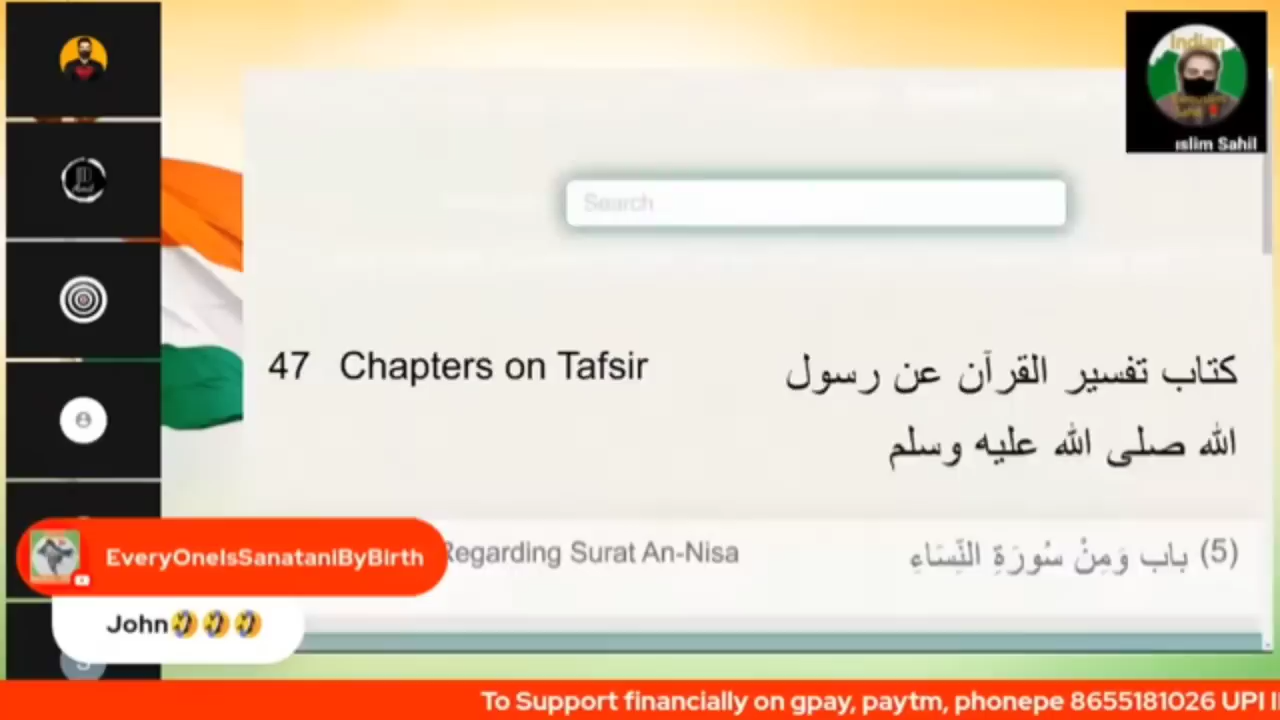 Indian
ıslim Sahil
Search
47 Chapters on Tafsir
كتاب تفسير القرآن عن رسول
الله صلى الله عليه وسلم
Regarding Surat An-Nisa
(5) باب وَمِنْ سُورَةِ النِّسَاءِ
EveryOneIsSanataniByBirth
John🤣🤣🤣
S
To Support financially on gpay, paytm, phonepe 8655181026 UPI I